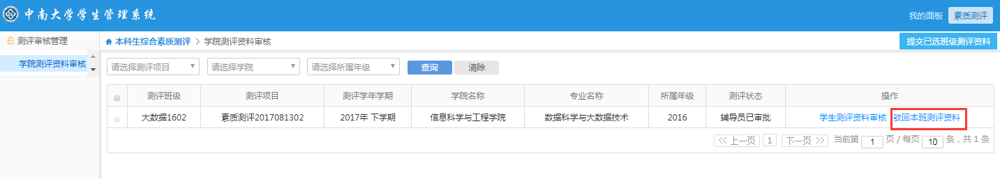 中南大学学生管理系统
我的面板 素质测评
测评审核管理
本科生综合素质测评 > 学院测评资料审核
提交已选班级测评资料
学院测评资料审核
请选择测评项目 请选择学院 请选择所属年级 查询 清除
测评班级 测评项目 测评学年学期 学院名称 专业名称 所属年级 测评状态 操作
大数据1602 素质测评2017081302 2017年 下学期 信息科学与工程学院 数据科学与大数据技术 2016 辅导员已审批 学生测评资料审核 驳回本班测评资料
<< 上一页 1 下一页 >> 当前第 1 页 / 每页 10 条，共 1 条